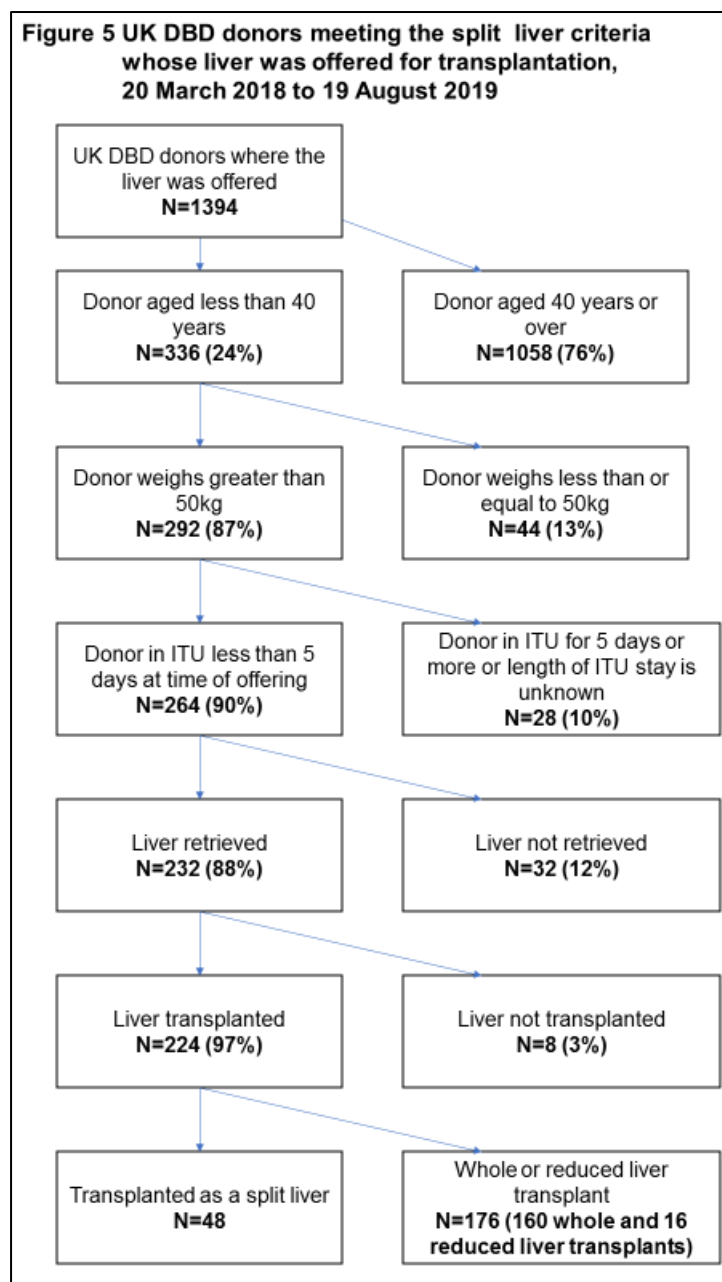 Figure 5 UK DBD donors meeting the split liver criteria
whose liver was offered for transplantation,
20 March 2018 to 19 August 2019
UK DBD donors where the
liver was offered
N=1394
Donor aged less than 40
years
N=336 (24%)
Donor aged 40 years or
over
N=1058 (76%)
Donor weighs greater than
50kg
N=292 (87%)
Donor weighs less than or
equal to 50kg
N=44 (13%)
Donor in ITU less than 5
days at time of offering
N=264 (90%)
Donor in ITU for 5 days or
more or length of ITU stay is
unknown
N=28 (10%)
Liver retrieved
N=232 (88%)
Liver not retrieved
N=32 (12%)
Liver transplanted
N=224 (97%)
Liver not transplanted
N=8 (3%)
Transplanted as a split liver
N=48
Whole or reduced liver
transplant
N=176 (160 whole and 16
reduced liver transplants)